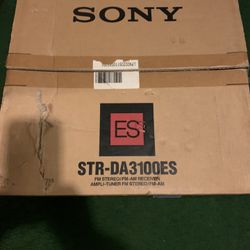 SONY
ES
STR-DA3100ES
FM STEREO/FM-AM RECEIVER
AMPLI-TUNER FM STEREO/FM-AM